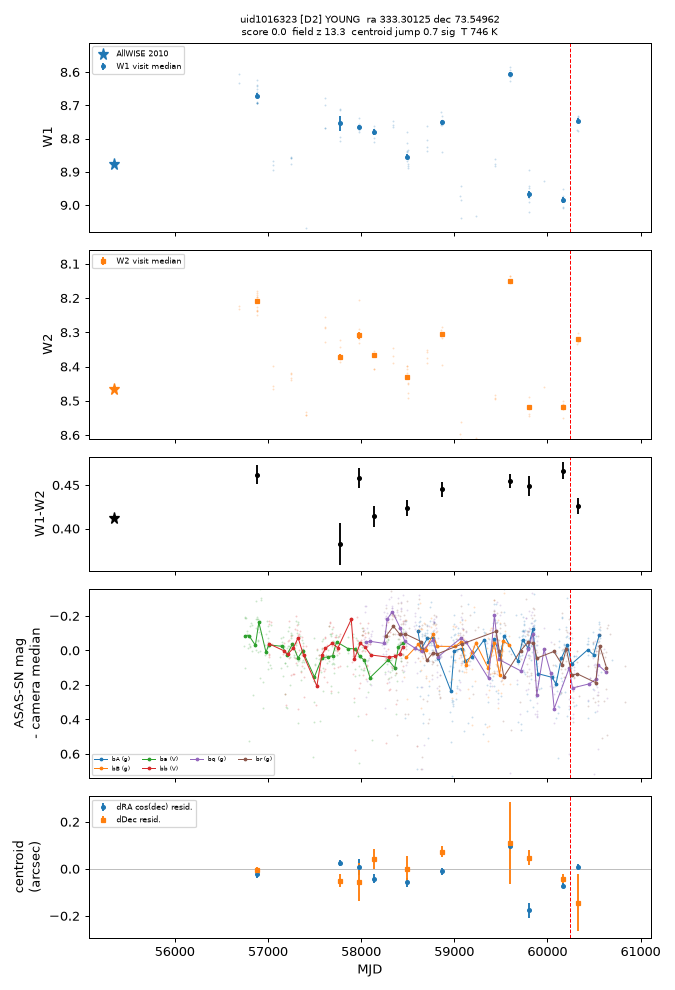 uid1016323 [D2] YOUNG ra 333.30125 dec 73.54962
score 0.0 field z 13.3 centroid jump 0.7 sig T 746 K
AllWISE 2010
W1 visit median
8.6
8.7
8.8
8.9
9.0
W1
W2 visit median
8.1
8.2
8.3
8.4
8.5
8.6
W2
0.45
0.40
W1-W2
−0.2
0.0
0.2
0.4
0.6
ASAS-SN mag
- camera median
bA (g)
bB (g)
ba (V)
bb (V)
bq (g)
br (g)
dRA cos(dec) resid.
dDec resid.
0.2
0.0
−0.2
centroid
(arcsec)
56000
57000
58000
59000
60000
61000
MJD